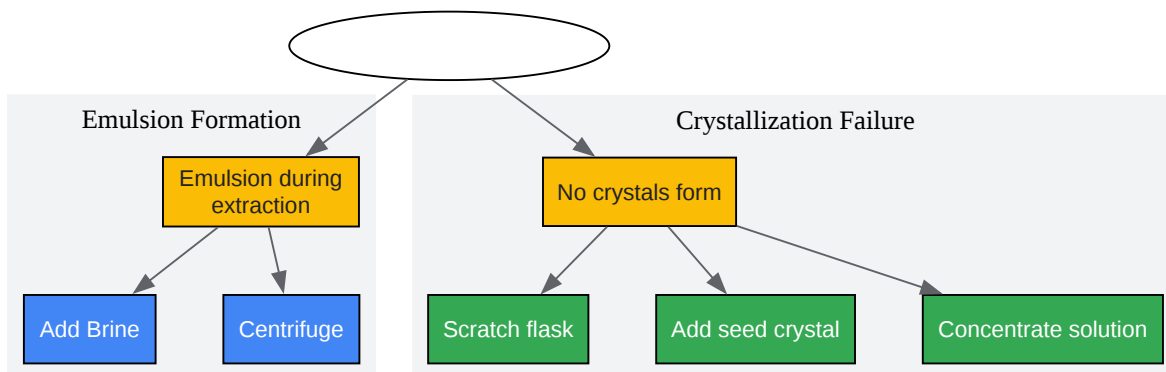 Emulsion Formation
Crystallization Failure
Emulsion during
extraction
No crystals form
Add Brine
Centrifuge
Scratch flask
Add seed crystal
Concentrate solution